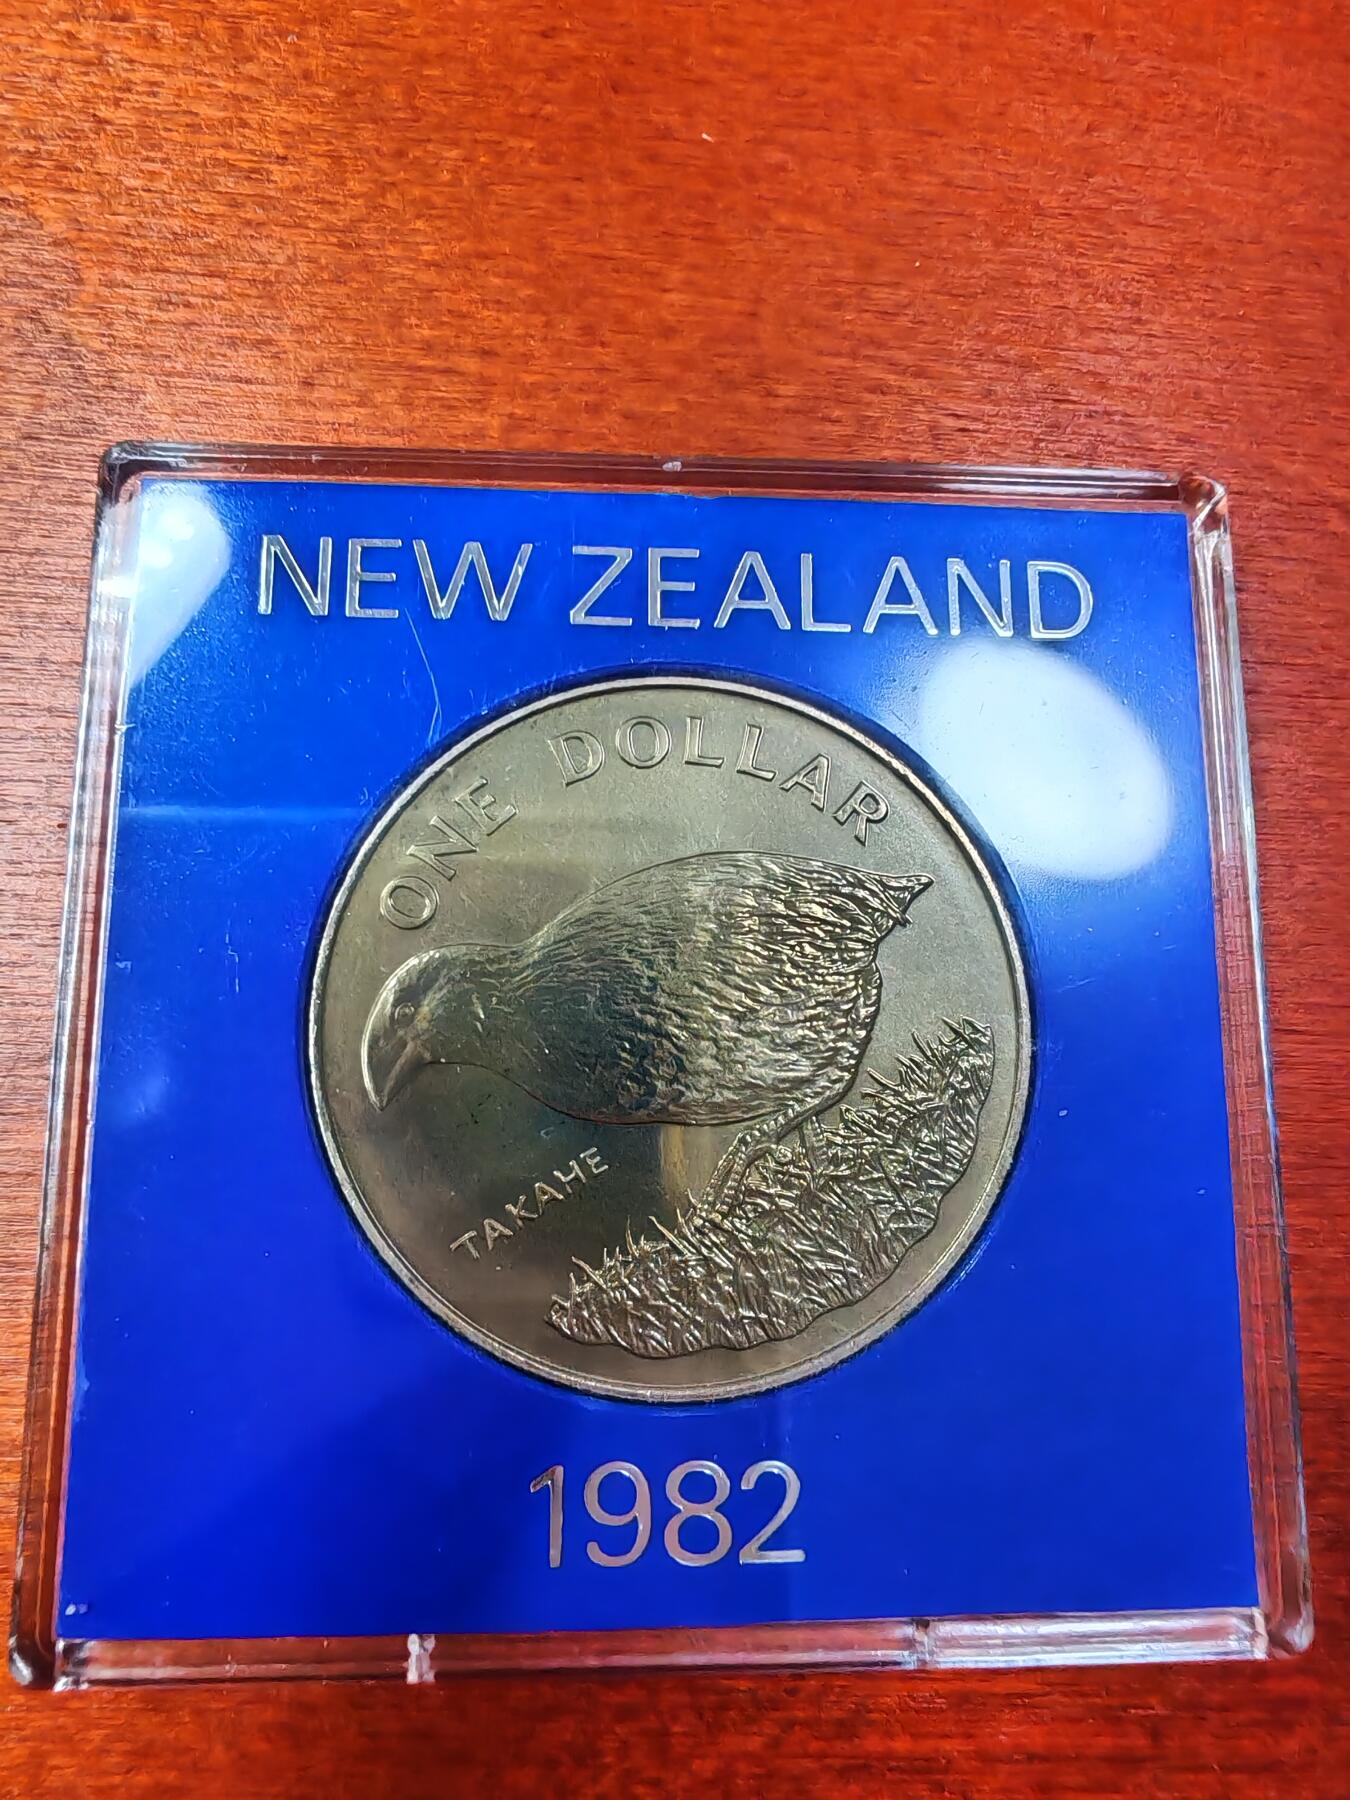 NEW ZEALAND
ONE DOLLAR
TAKAHE
1982